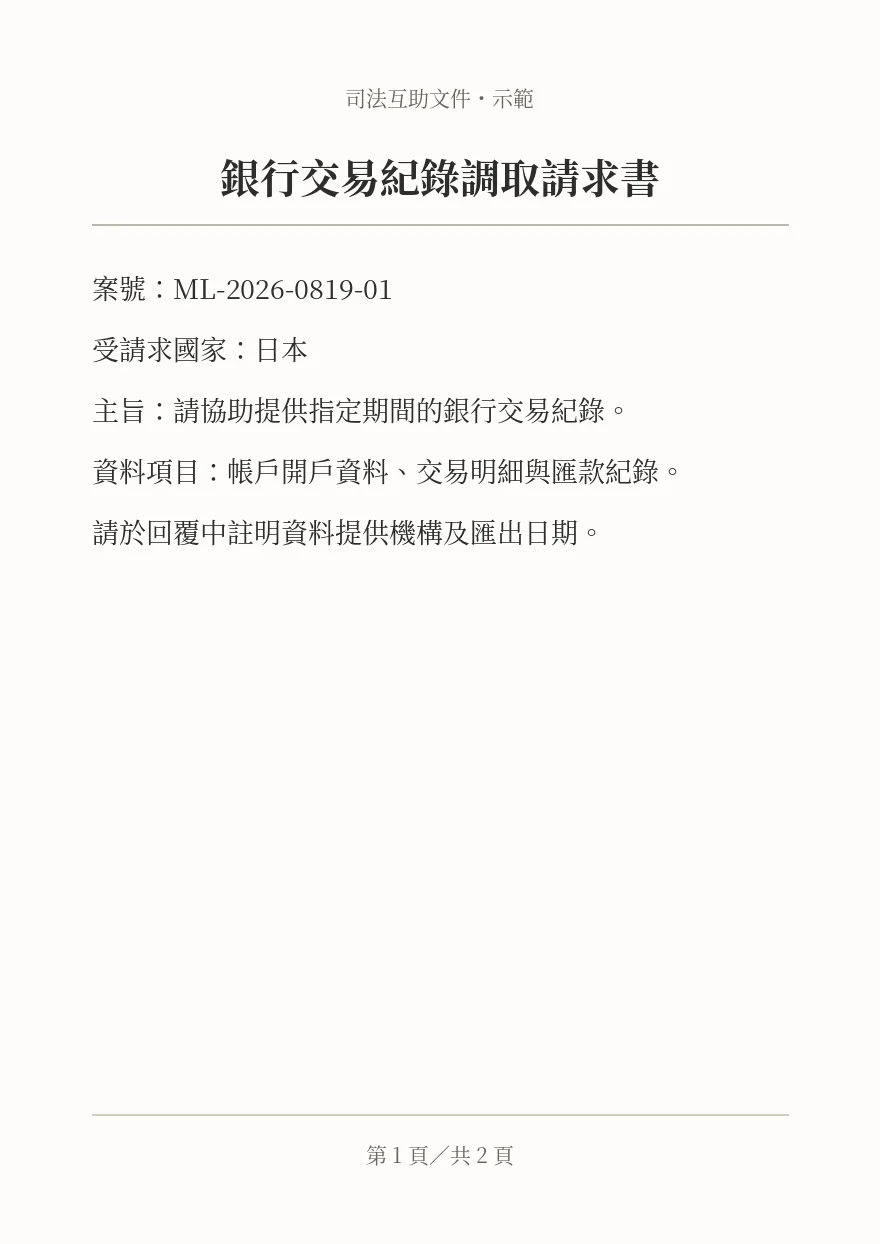 司法互助文件・示範
銀行交易紀錄調取請求書
案號：ML-2026-0819-01
受請求國家：日本
主旨：請協助提供指定期間的銀行交易紀錄。
資料項目：帳戶開戶資料、交易明細與匯款紀錄。
請於回覆中註明資料提供機構及匯出日期。
第 1 頁／共 2 頁